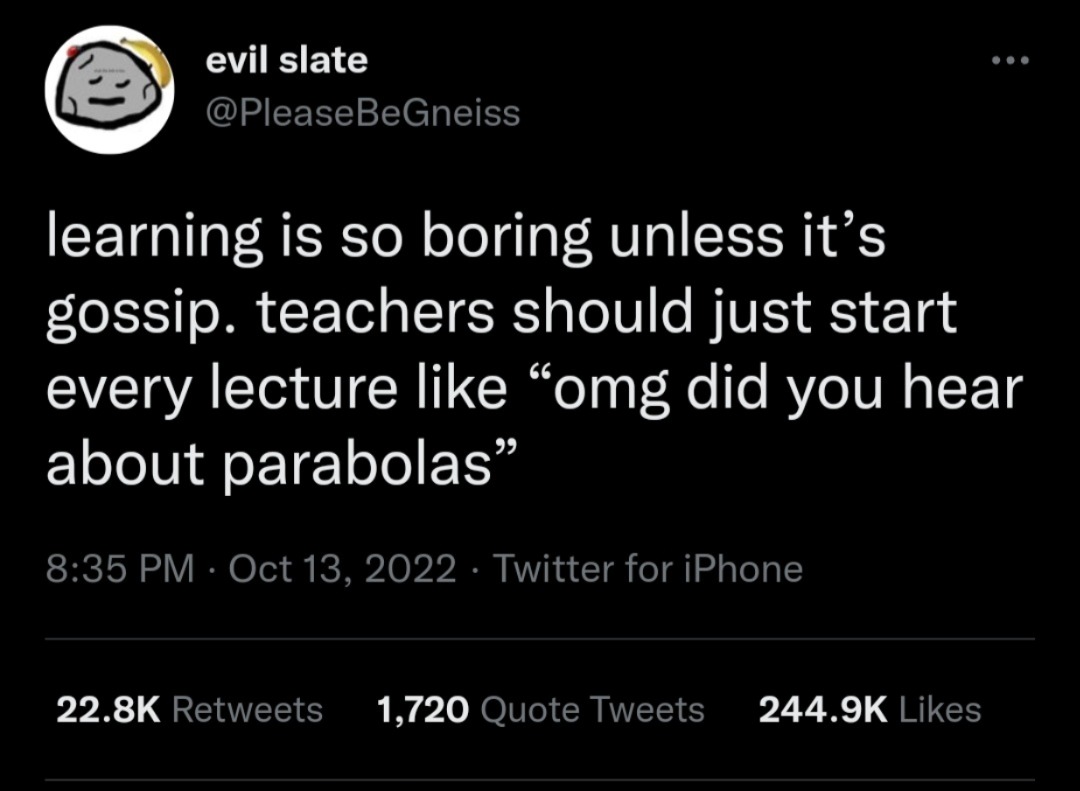 evil slate
@PleaseBeGneiss
learning is so boring unless it’s
gossip. teachers should just start
every lecture like “omg did you hear
about parabolas”
8:35 PM · Oct 13, 2022 · Twitter for iPhone
22.8K Retweets 1,720 Quote Tweets 244.9K Likes